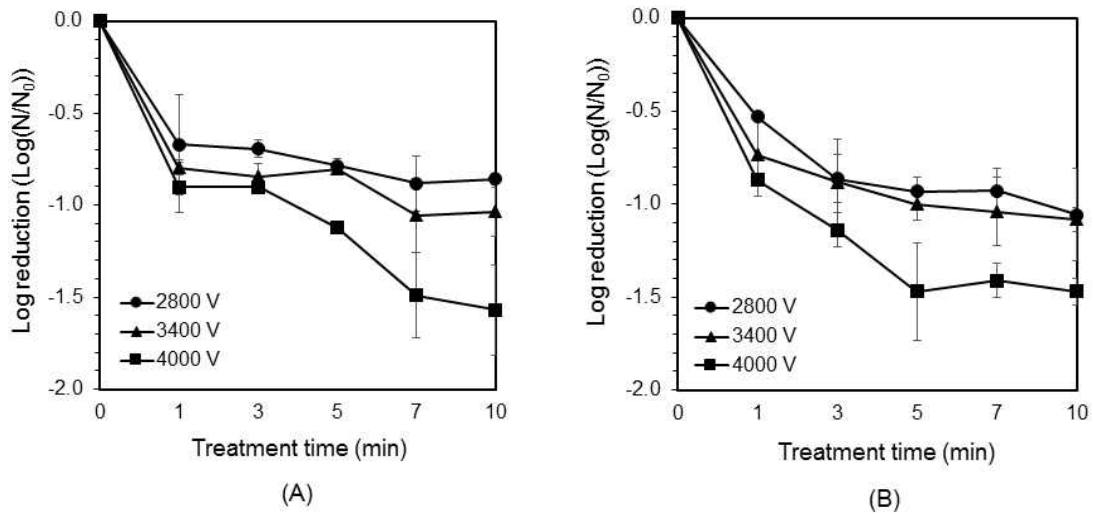 0.0
-0.5
-1.0
-1.5
-2.0
Log reduction (Log(N/N₀))
2800 V
3400 V
4000 V
0 1 3 5 7 10
Treatment time (min)
(A)
0.0
-0.5
-1.0
-1.5
-2.0
Log reduction (Log(N/N₀))
2800 V
3400 V
4000 V
0 1 3 5 7 10
Treatment time (min)
(B)